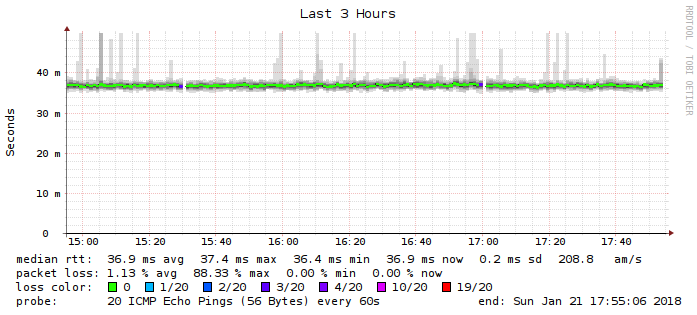 Last 3 Hours
RRDTOOL / TOBI OETIKER
Seconds
40 m
30 m
20 m
10 m
0
15:00 15:20 15:40 16:00 16:20 16:40 17:00 17:20 17:40
median rtt: 36.9 ms avg 37.4 ms max 36.4 ms min 36.9 ms now 0.2 ms sd 208.8 am/s
packet loss: 1.13 % avg 88.33 % max 0.00 % min 0.00 % now
loss color: 0 1/20 2/20 3/20 4/20 10/20 19/20
probe: 20 ICMP Echo Pings (56 Bytes) every 60s end: Sun Jan 21 17:55:06 2018